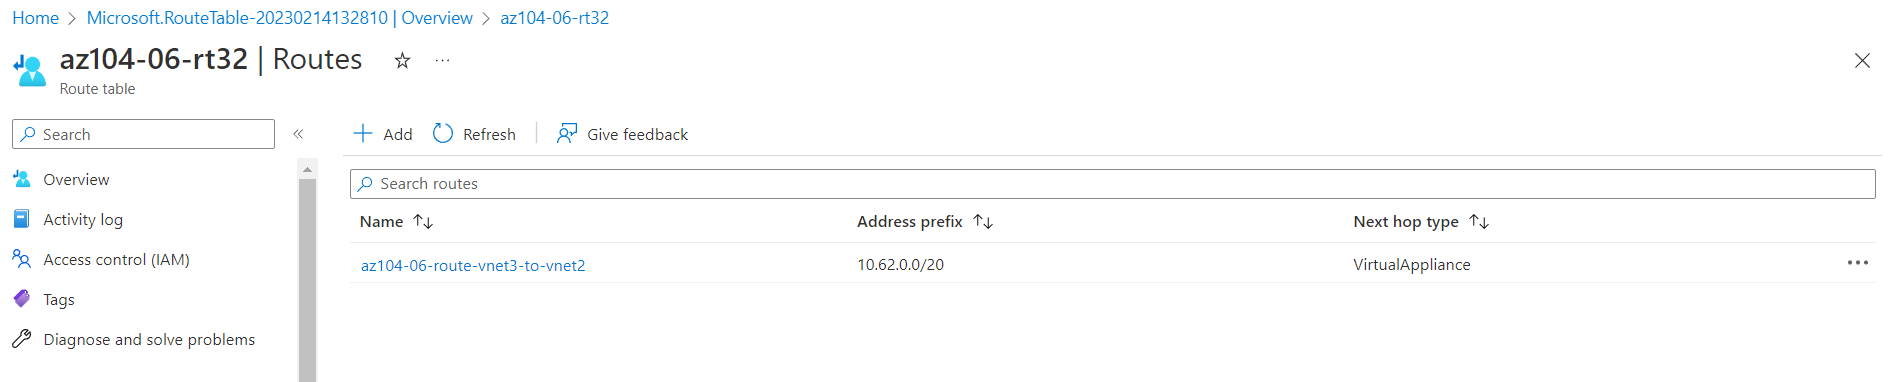 Home > Microsoft.RouteTable-20230214132810 | Overview > az104-06-rt32
az104-06-rt32 | Routes
Route table
Search
Add Refresh Give feedback
Overview
Activity log
Access control (IAM)
Tags
Diagnose and solve problems
Search routes
Name Address prefix Next hop type
az104-06-route-vnet3-to-vnet2 10.62.0.0/20 VirtualAppliance